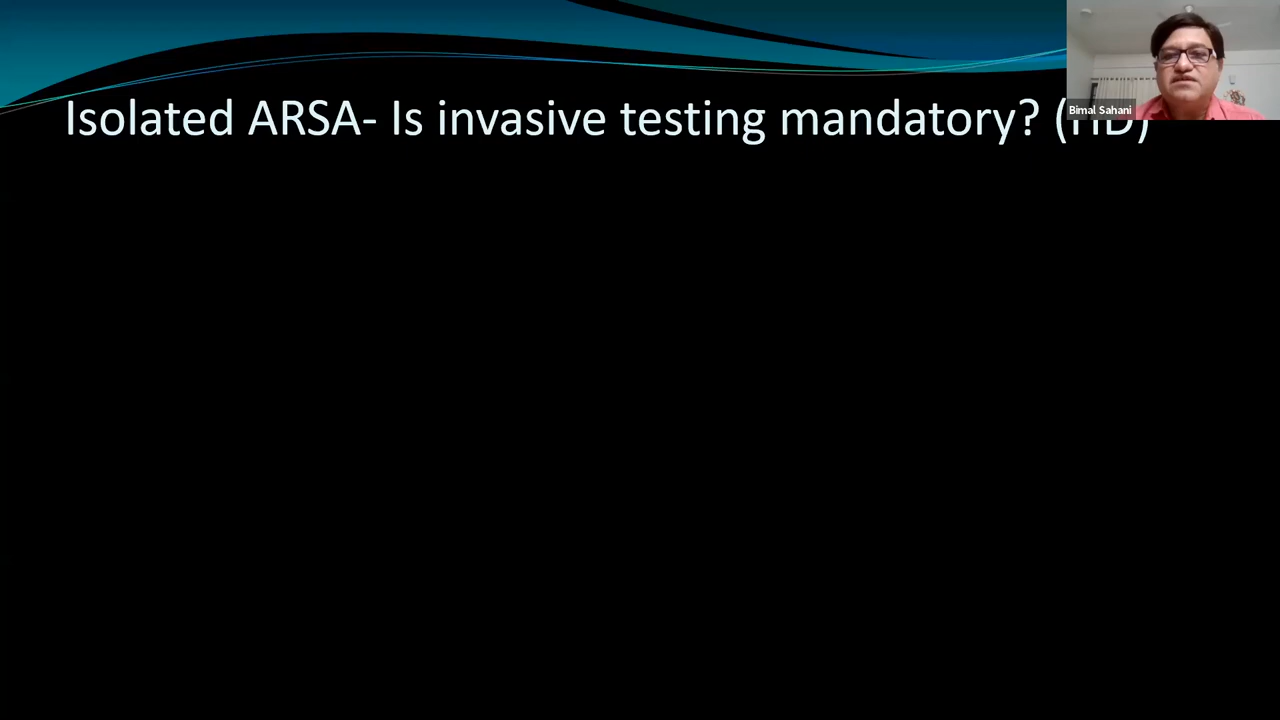 Isolated ARSA- Is invasive testing mandatory?
Bimal Sahani